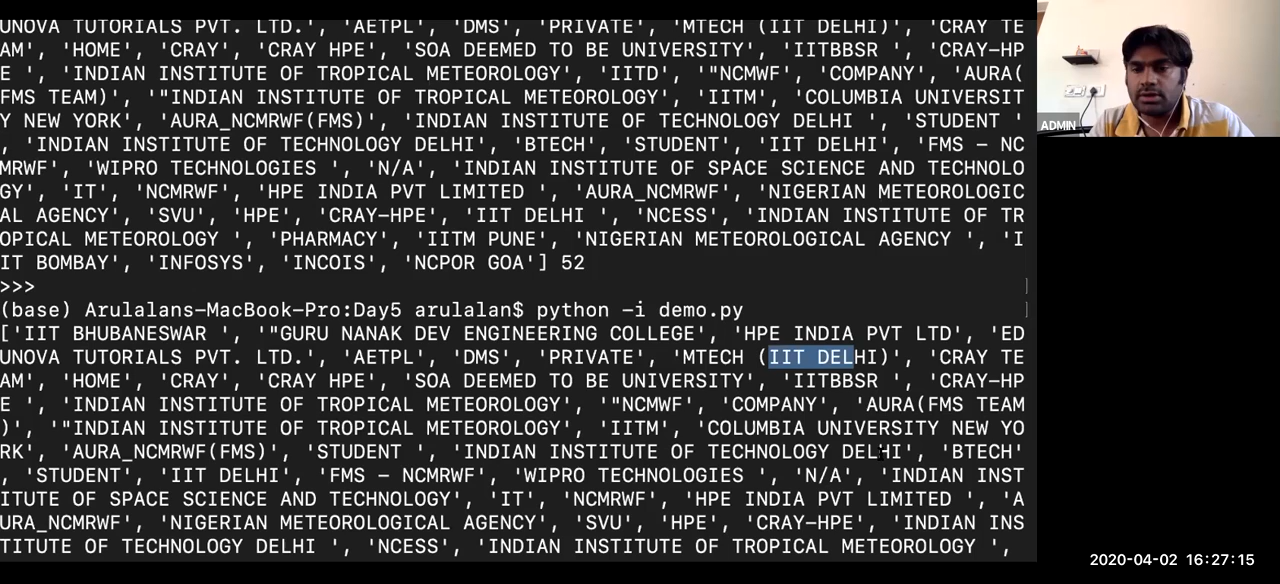 UNOVA TUTORIALS PVT. LTD.', 'AETPL', 'DMS', 'PRIVATE', 'MTECH (IIT DELHI)', 'CRAY TE
AM', 'HOME', 'CRAY', 'CRAY HPE', 'SOA DEEMED TO BE UNIVERSITY', 'IITBBSR ', 'CRAY-HP
E ', 'INDIAN INSTITUTE OF TROPICAL METEOROLOGY', 'IITD', '"NCMWF', 'COMPANY', 'AURA(
FMS TEAM)', '"INDIAN INSTITUTE OF TROPICAL METEOROLOGY', 'IITM', 'COLUMBIA UNIVERSIT
Y NEW YORK', 'AURA_NCMRWF(FMS)', 'INDIAN INSTITUTE OF TECHNOLOGY DELHI ', 'STUDENT '
, 'INDIAN INSTITUTE OF TECHNOLOGY DELHI', 'BTECH', 'STUDENT', 'IIT DELHI', 'FMS - NC
MRWF', 'WIPRO TECHNOLOGIES ', 'N/A', 'INDIAN INSTITUTE OF SPACE SCIENCE AND TECHNOLO
GY', 'IT', 'NCMRWF', 'HPE INDIA PVT LIMITED ', 'AURA_NCMRWF', 'NIGERIAN METEOROLOGIC
AL AGENCY', 'SVU', 'HPE', 'CRAY-HPE', 'IIT DELHI ', 'NCESS', 'INDIAN INSTITUTE OF TR
OPICAL METEOROLOGY ', 'PHARMACY', 'IITM PUNE', 'NIGERIAN METEOROLOGICAL AGENCY ', 'I
IT BOMBAY', 'INFOSYS', 'INCOIS', 'NCPOR GOA'] 52
>>>
(base) Arulalans-MacBook-Pro:Day5 arulalan$ python -i demo.py
['IIT BHUBANESWAR ', '"GURU NANAK DEV ENGINEERING COLLEGE', 'HPE INDIA PVT LTD', 'ED
UNOVA TUTORIALS PVT. LTD.', 'AETPL', 'DMS', 'PRIVATE', 'MTECH (IIT DELHI)', 'CRAY TE
AM', 'HOME', 'CRAY', 'CRAY HPE', 'SOA DEEMED TO BE UNIVERSITY', 'IITBBSR ', 'CRAY-HP
E ', 'INDIAN INSTITUTE OF TROPICAL METEOROLOGY', '"NCMWF', 'COMPANY', 'AURA(FMS TEAM
)', '"INDIAN INSTITUTE OF TROPICAL METEOROLOGY', 'IITM', 'COLUMBIA UNIVERSITY NEW YO
RK', 'AURA_NCMRWF(FMS)', 'STUDENT ', 'INDIAN INSTITUTE OF TECHNOLOGY DELHI', 'BTECH'
, 'STUDENT', 'IIT DELHI', 'FMS - NCMRWF', 'WIPRO TECHNOLOGIES ', 'N/A', 'INDIAN INST
ITUTE OF SPACE SCIENCE AND TECHNOLOGY', 'IT', 'NCMRWF', 'HPE INDIA PVT LIMITED ', 'A
URA_NCMRWF', 'NIGERIAN METEOROLOGICAL AGENCY', 'SVU', 'HPE', 'CRAY-HPE', 'INDIAN INS
TITUTE OF TECHNOLOGY DELHI ', 'NCESS', 'INDIAN INSTITUTE OF TROPICAL METEOROLOGY ',
ADMIN
2020-04-02 16:27:15